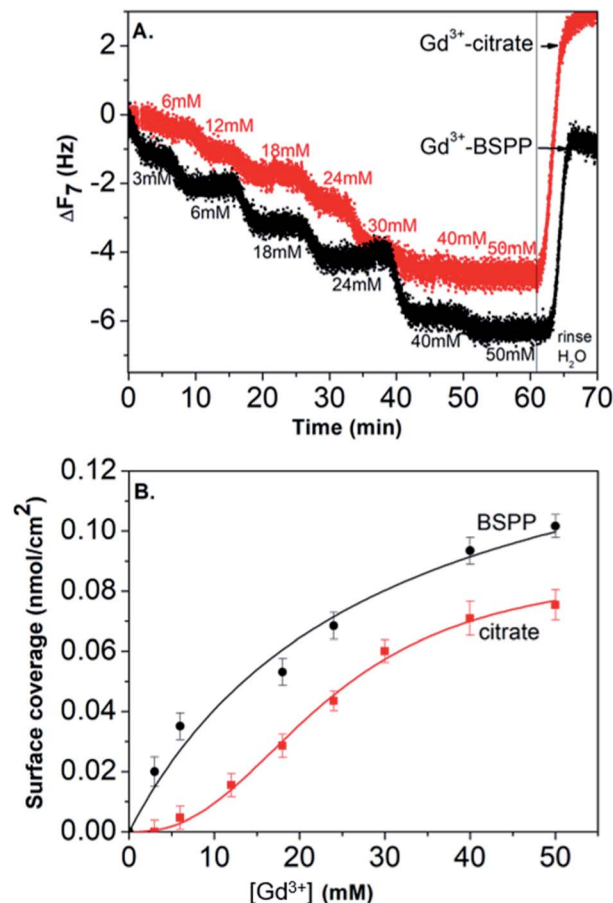 A.
Gd³⁺-citrate
Gd³⁺-BSPP
2
0
-2
-4
-6
ΔF₇ (Hz)
6mM
12mM
18mM
24mM
30mM
40mM
50mM
3mM
6mM
18mM
24mM
40mM
50mM
rinse
H₂O
0 10 20 30 40 50 60 70
Time (min)
B.
BSPP
citrate
0.12
0.10
0.08
0.06
0.04
0.02
0.00
Surface coverage (nmol/cm²)
0 10 20 30 40 50
[Gd³⁺] (mM)